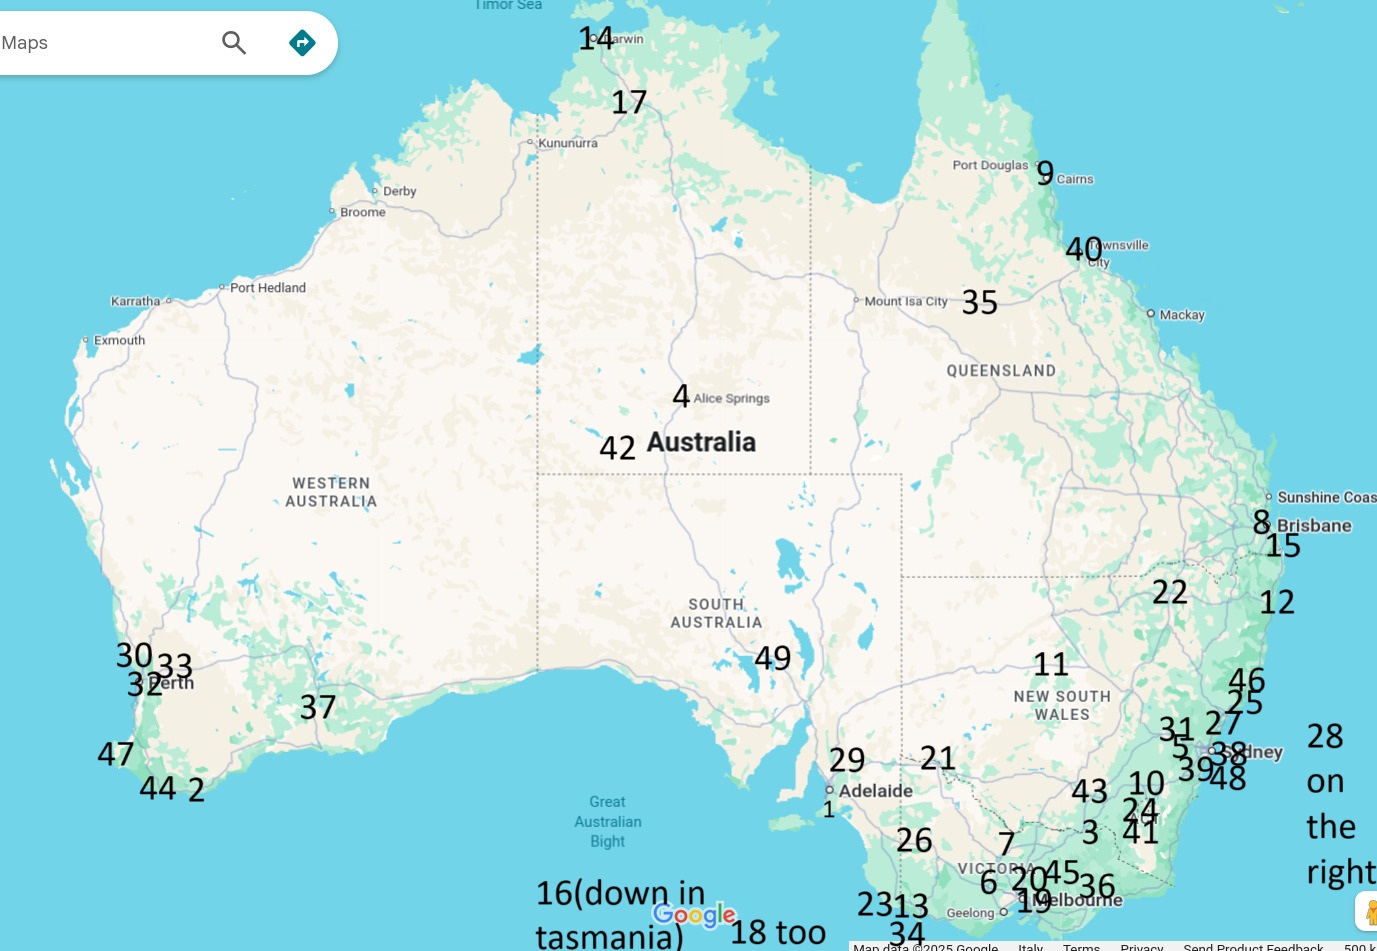 Timor Sea
Maps
14 Darwin
17
Kununurra
Port Douglas
9 Cairns
Derby
Broome
40 Townsville
City
Port Hedland
Karratha
Mount Isa City
35
Mackay
Exmouth
QUEENSLAND
4 Alice Springs
42 Australia
WESTERN
AUSTRALIA
Sunshine Coas
8 Brisbane
15
SOUTH
AUSTRALIA
22
12
30
33
32 Perth
49
11
NEW SOUTH
WALES
46
25
37
31
27
5
38 Sydney
28
on
the
right
47
29
21
39
48
44 2
Adelaide
1
43
10
24
ACT
41
Great
Australian
Bight
26
7
3
VICTORIA
6
20
45
36
16(down in
tasmania)
Google
18 too
23
13
34
Geelong
19 Melbourne
Map data ©2025 Google
Italy
Terms
Privacy
Send Product Feedback
500 k